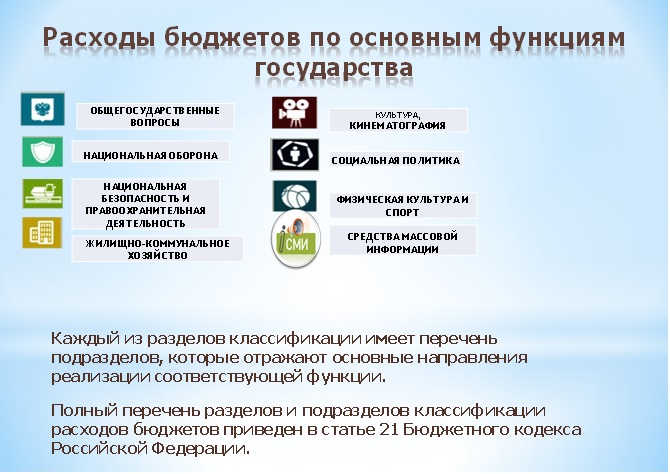 Расходы бюджетов по основным функциям
государства
ОБЩЕГОСУДАРСТВЕННЫЕ
ВОПРОСЫ
НАЦИОНАЛЬНАЯ ОБОРОНА
НАЦИОНАЛЬНАЯ
БЕЗОПАСНОСТЬ И
ПРАВООХРАНИТЕЛЬНАЯ
ДЕЯТЕЛЬНОСТЬ
ЖИЛИЩНО-КОММУНАЛЬНОЕ
ХОЗЯЙСТВО
КУЛЬТУРА,
КИНЕМАТОГРАФИЯ
СОЦИАЛЬНАЯ ПОЛИТИКА
ФИЗИЧЕСКАЯ КУЛЬТУРА И
СПОРТ
СМИ
СРЕДСТВА МАССОВОЙ
ИНФОРМАЦИИ
Каждый из разделов классификации имеет перечень
подразделов, которые отражают основные направления
реализации соответствующей функции.
Полный перечень разделов и подразделов классификации
расходов бюджетов приведен в статье 21 Бюджетного кодекса
Российской Федерации.